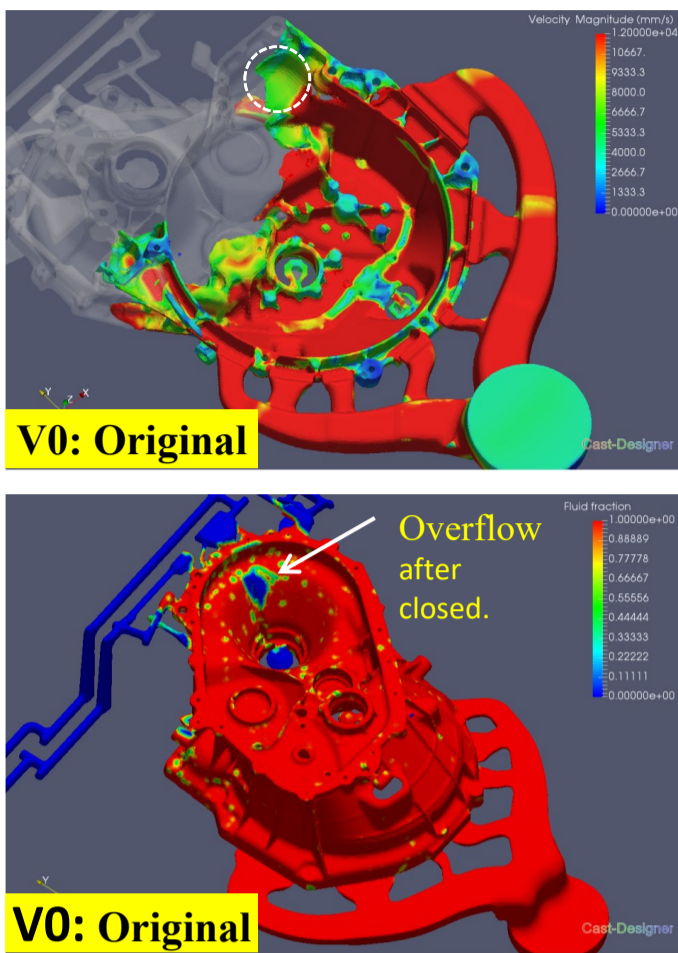 Velocity Magnitude (mm/s)
1.20000e+04
10667.
9333.3
8000.0
6666.7
5333.3
4000.0
2666.7
1333.3
0.00000e+00
Y
Z
X
V0: Original
Cast-Designer
Fluid fraction
1.00000e+00
0.88889
0.77778
0.66667
0.55556
0.44444
0.33333
0.22222
0.11111
0.00000e+00
Overflow
after
closed.
Y
V0: Original
Cast-Designer